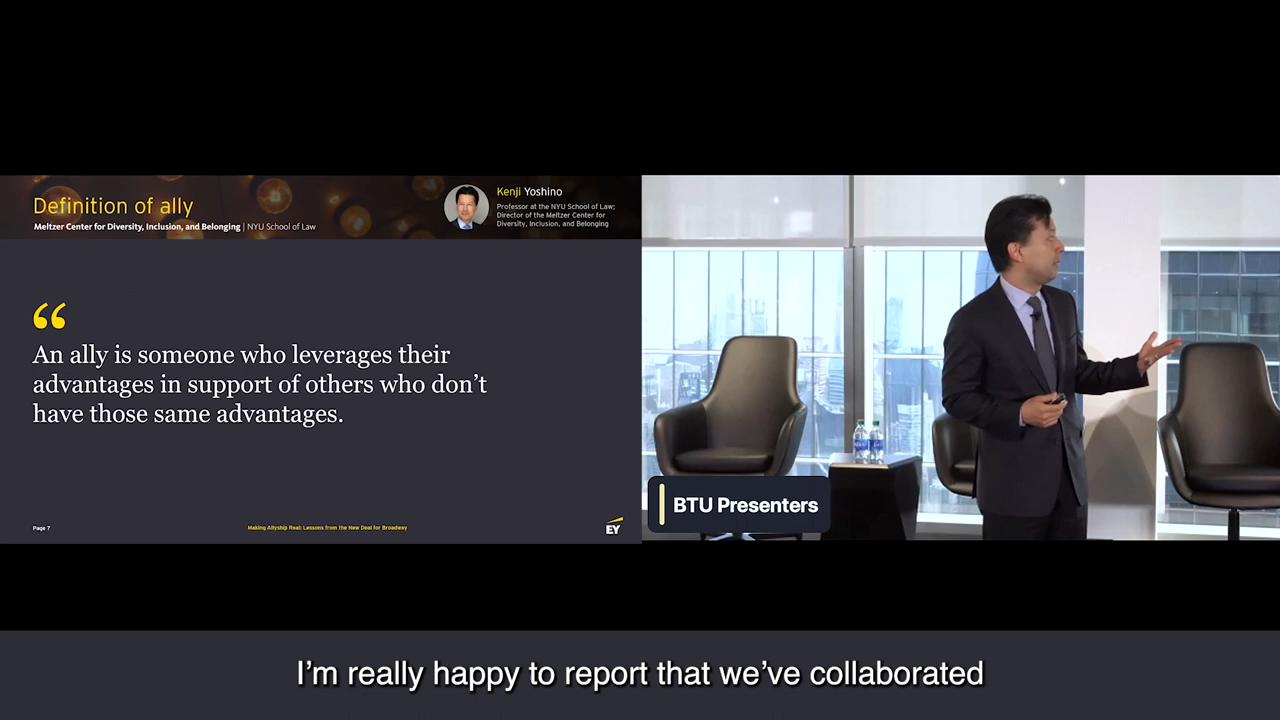 Definition of ally
Meltzer Center for Diversity, Inclusion, and Belonging | NYU School of Law
Kenji Yoshino
Professor at the NYU School of Law;
Director of the Meltzer Center for
Diversity, Inclusion, and Belonging
“
An ally is someone who leverages their
advantages in support of others who don’t
have those same advantages.
Page 7
Making Allyship Real: Lessons from the New Deal for Broadway
EY
BTU Presenters
I’m really happy to report that we’ve collaborated